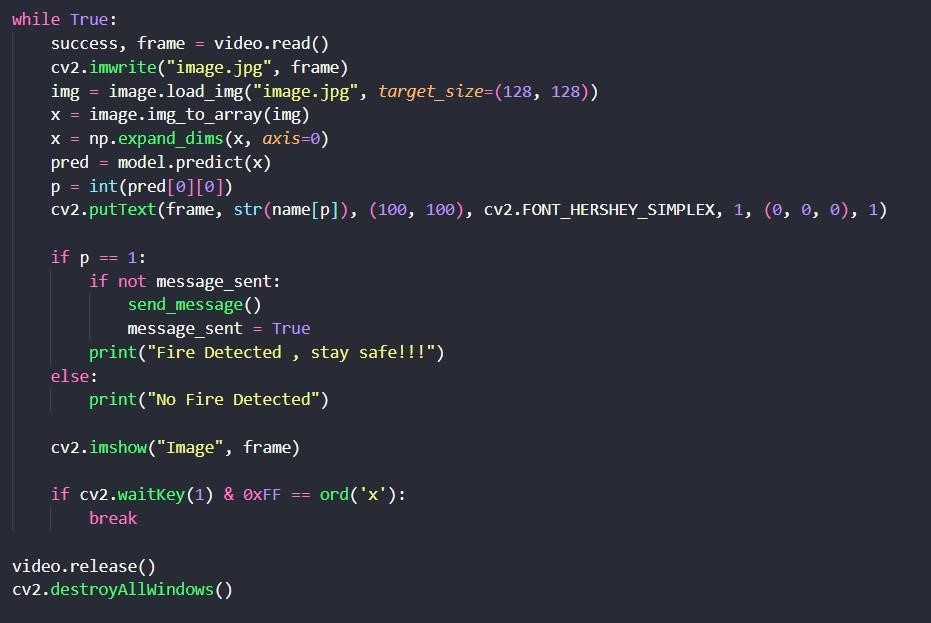 while True:
    success, frame = video.read()
    cv2.imwrite("image.jpg", frame)
    img = image.load_img("image.jpg", target_size=(128, 128))
    x = image.img_to_array(img)
    x = np.expand_dims(x, axis=0)
    pred = model.predict(x)
    p = int(pred[0][0])
    cv2.putText(frame, str(name[p]), (100, 100), cv2.FONT_HERSHEY_SIMPLEX, 1, (0, 0, 0), 1)

    if p == 1:
        if not message_sent:
            send_message()
            message_sent = True
        print("Fire Detected , stay safe!!!")
    else:
        print("No Fire Detected")

    cv2.imshow("Image", frame)

    if cv2.waitKey(1) & 0xFF == ord('x'):
        break

video.release()
cv2.destroyAllWindows()